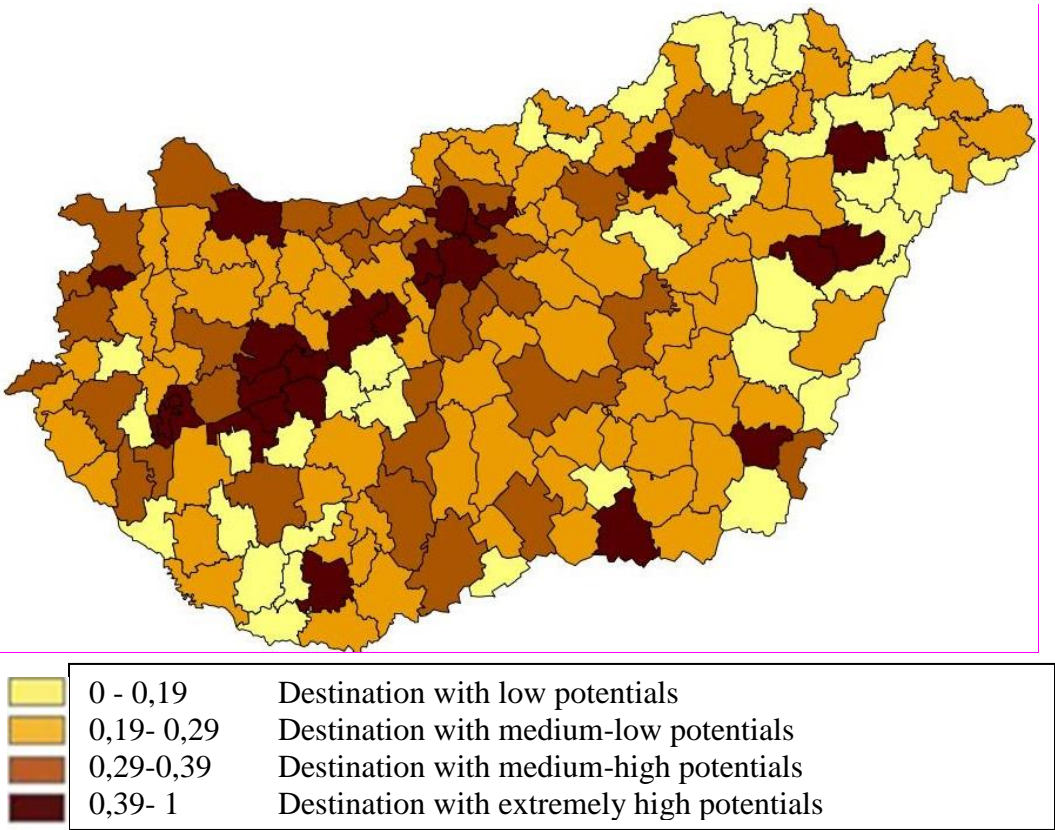 0 - 0,19 Destination with low potentials
0,19- 0,29 Destination with medium-low potentials
0,29-0,39 Destination with medium-high potentials
0,39- 1 Destination with extremely high potentials